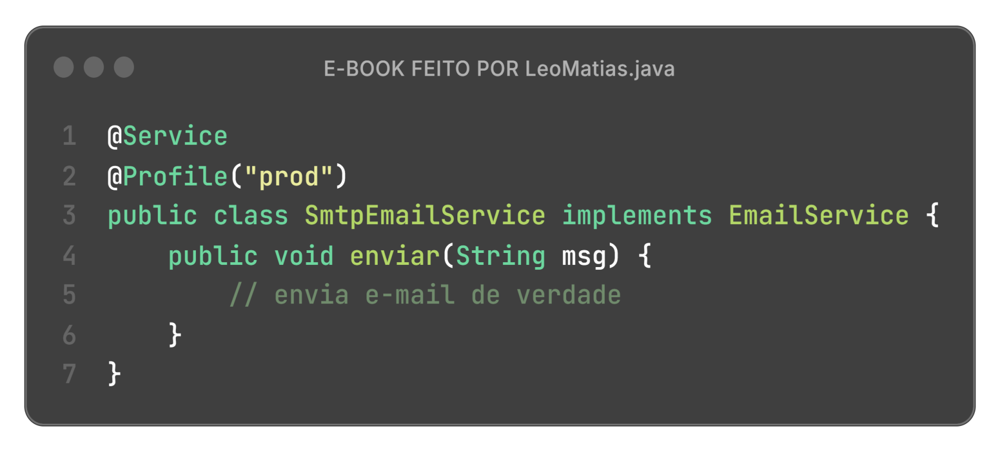 E-BOOK FEITO POR LeoMatias.java
1 @Service
2 @Profile("prod")
3 public class SmtpEmailService implements EmailService {
4     public void enviar(String msg) {
5         // envia e-mail de verdade
6     }
7 }